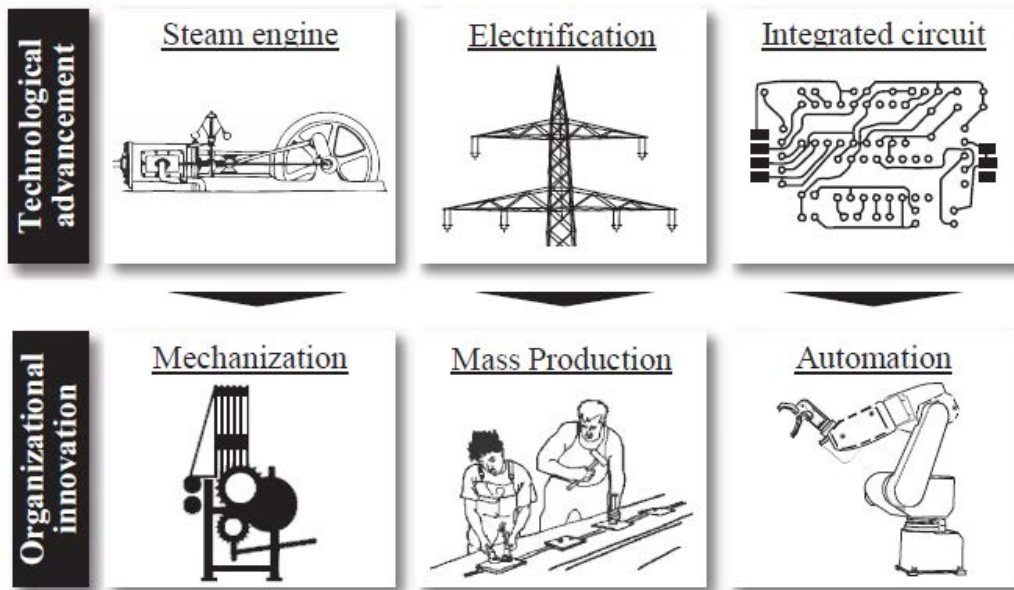 Technological
advancement
Steam engine
Electrification
Integrated circuit
Organizational
innovation
Mechanization
Mass Production
Automation